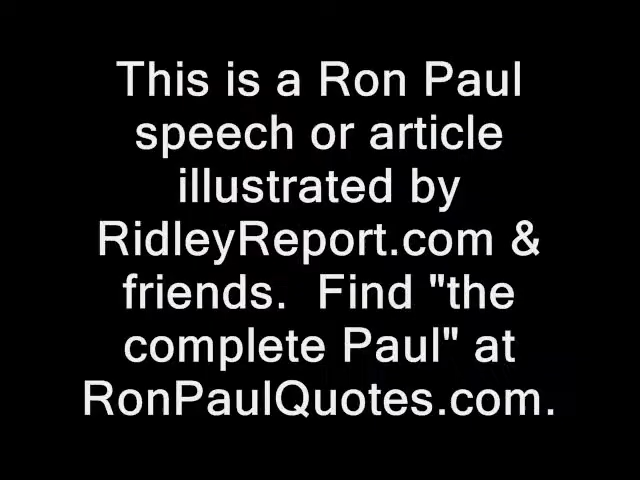 This is a Ron Paul
speech or article
illustrated by
RidleyReport.com &
friends.  Find "the
complete Paul" at
RonPaulQuotes.com.